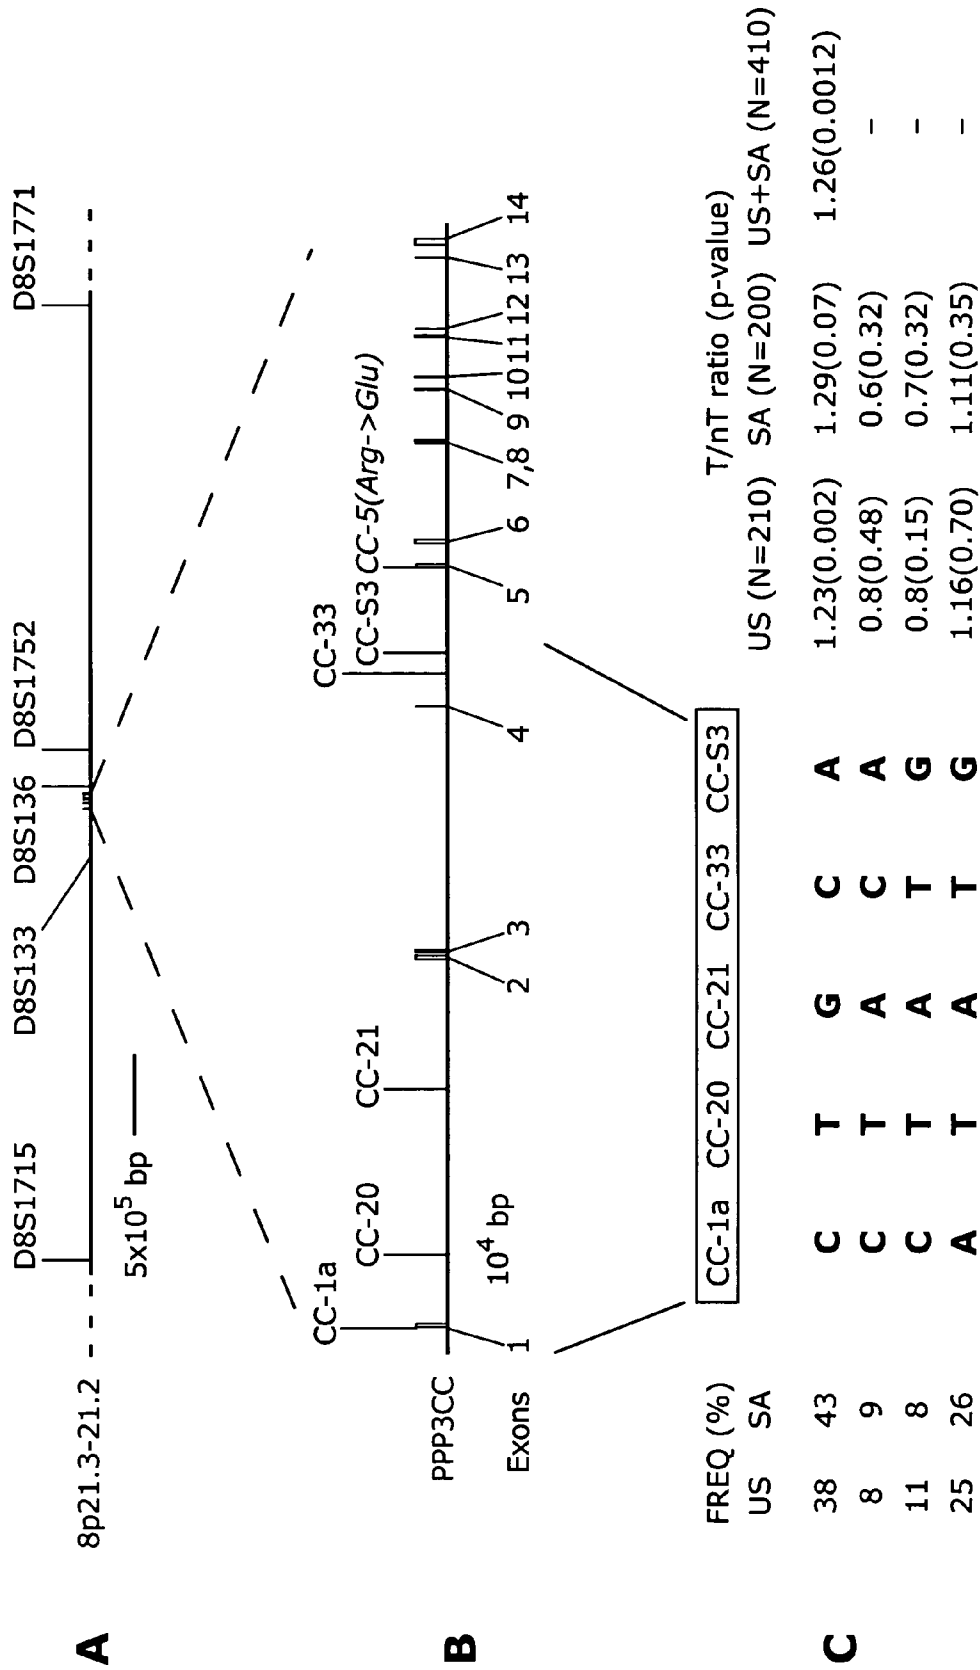 A
D8S1715 D8S133 D8S136 D8S1752 D8S1771
8p21.3-21.2
5x10⁵ bp
B
CC-1a CC-20 CC-21 CC-33 CC-S3 CC-5(Arg->Glu)
PPP3CC
10⁴ bp
Exons 1 2 3 4 5 6 7,8 9 10 11 12 13 14
C
FREQ (%) T/nT ratio (p-value)
US SA CC-1a CC-20 CC-21 CC-33 CC-S3 US (N=210) SA (N=200) US+SA (N=410)
38 43 C T G C A 1.23(0.002) 1.29(0.07) 1.26(0.0012)
8 9 C T A C A 0.8(0.48) 0.6(0.32) –
11 8 C T A T G 0.8(0.15) 0.7(0.32) –
25 26 A T A T G 1.16(0.70) 1.11(0.35) –